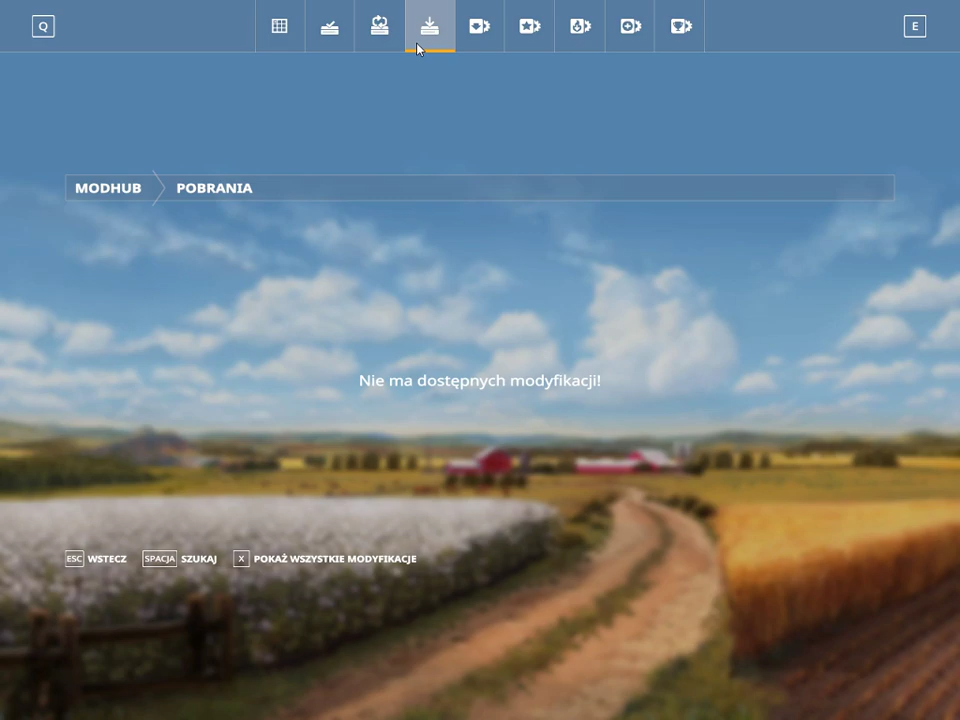 Q
E
MODHUB POBRANIA
Nie ma dostępnych modyfikacji!
ESC WSTECZ SPACJA SZUKAJ X POKAŻ WSZYSTKIE MODYFIKACJE